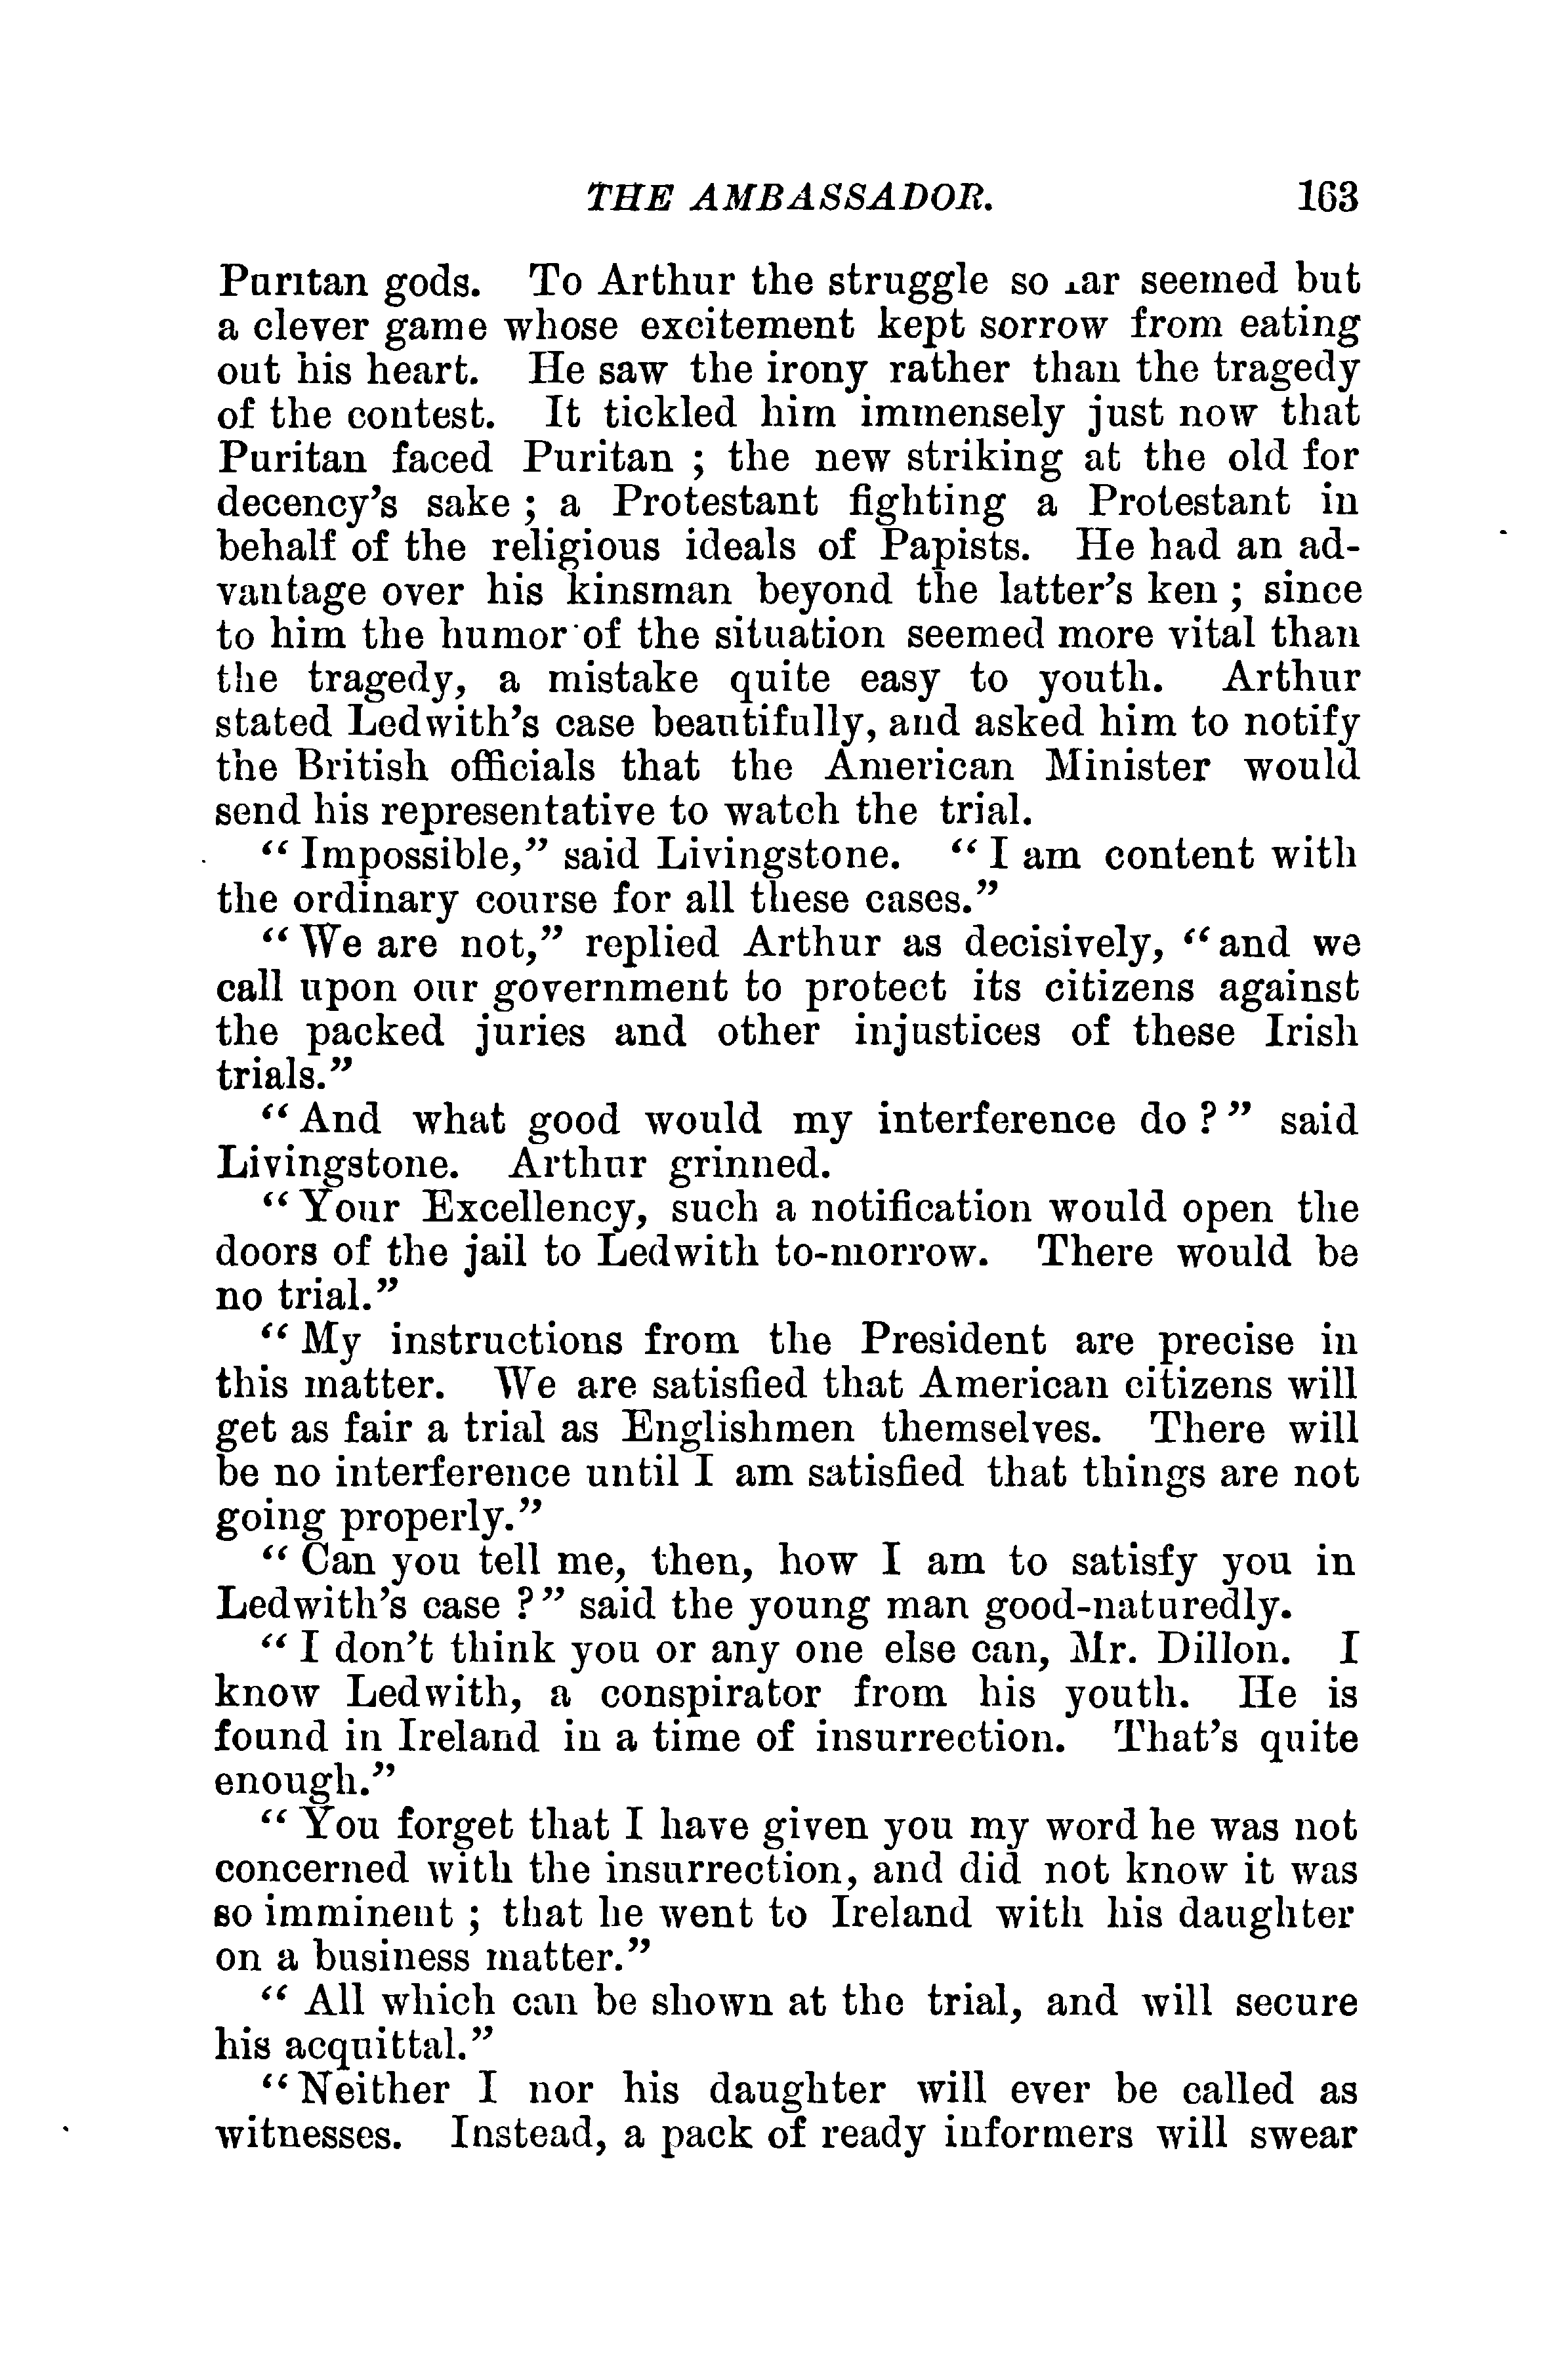 THE AMBASSADOR. 163
Puritan gods. To Arthur the struggle so far seemed but
a clever game whose excitement kept sorrow from eating
out his heart. He saw the irony rather than the tragedy
of the contest. It tickled him immensely just now that
Puritan faced Puritan ; the new striking at the old for
decency’s sake ; a Protestant fighting a Protestant in
behalf of the religious ideals of Papists. He had an ad-
vantage over his kinsman beyond the latter’s ken ; since
to him the humor of the situation seemed more vital than
the tragedy, a mistake quite easy to youth. Arthur
stated Ledwith’s case beautifully, and asked him to notify
the British officials that the American Minister would
send his representative to watch the trial.
“ Impossible,” said Livingstone. “ I am content with
the ordinary course for all these cases.”
“ We are not,” replied Arthur as decisively, “ and we
call upon our government to protect its citizens against
the packed juries and other injustices of these Irish
trials.”
“ And what good would my interference do ? ” said
Livingstone. Arthur grinned.
“ Your Excellency, such a notification would open the
doors of the jail to Ledwith to-morrow. There would be
no trial.”
“ My instructions from the President are precise in
this matter. We are satisfied that American citizens will
get as fair a trial as Englishmen themselves. There will
be no interference until I am satisfied that things are not
going properly.”
“ Can you tell me, then, how I am to satisfy you in
Ledwith’s case ? ” said the young man good-naturedly.
“ I don’t think you or any one else can, Mr. Dillon. I
know Ledwith, a conspirator from his youth. He is
found in Ireland in a time of insurrection. That’s quite
enough.”
“ You forget that I have given you my word he was not
concerned with the insurrection, and did not know it was
so imminent ; that he went to Ireland with his daughter
on a business matter.”
“ All which can be shown at the trial, and will secure
his acquittal.”
“ Neither I nor his daughter will ever be called as
witnesses. Instead, a pack of ready informers will swear